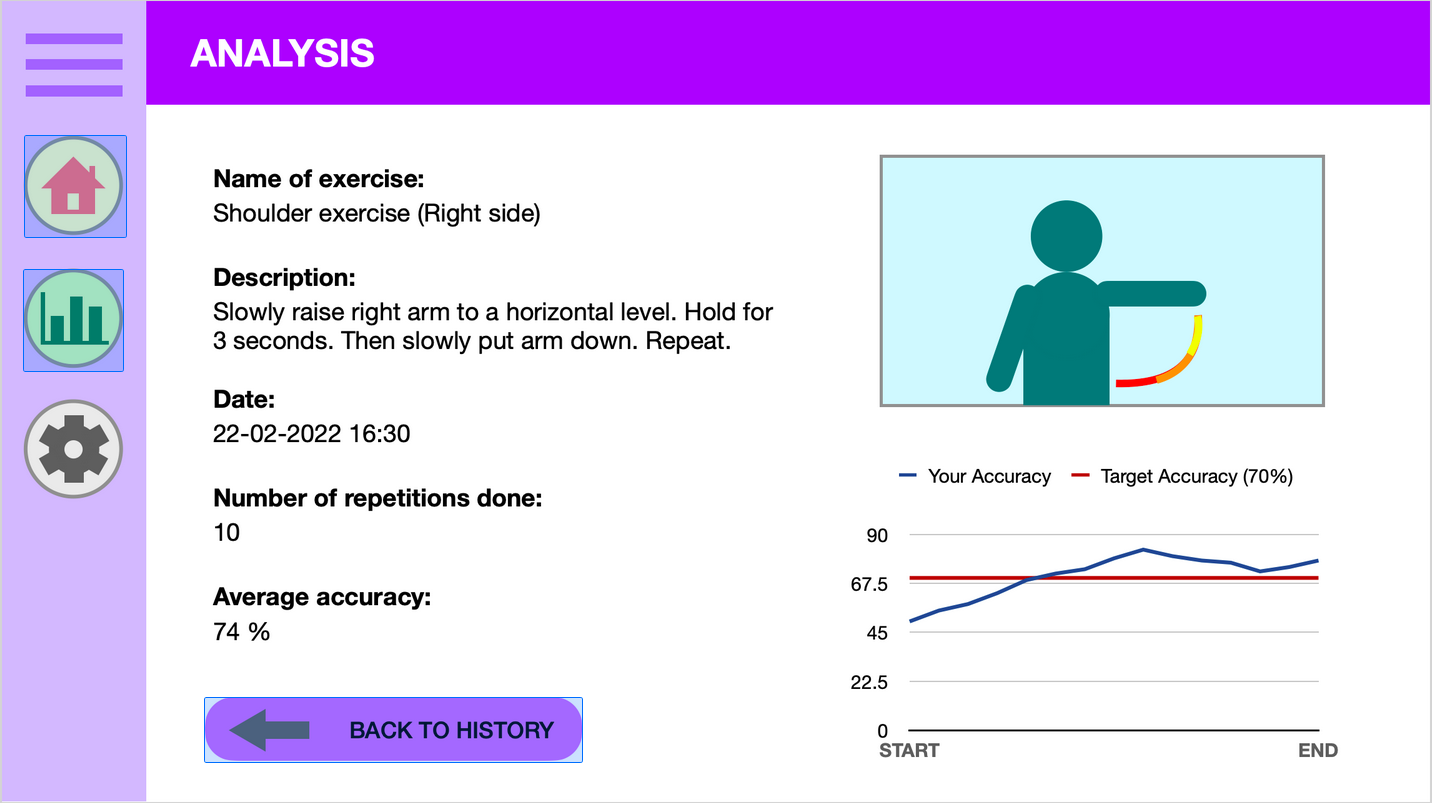 ANALYSIS
Name of exercise:
Shoulder exercise (Right side)
Description:
Slowly raise right arm to a horizontal level. Hold for
3 seconds. Then slowly put arm down. Repeat.
Date:
22-02-2022 16:30
Number of repetitions done:
10
Average accuracy:
74 %
BACK TO HISTORY
Your Accuracy
Target Accuracy (70%)
90
67.5
45
22.5
0
START
END